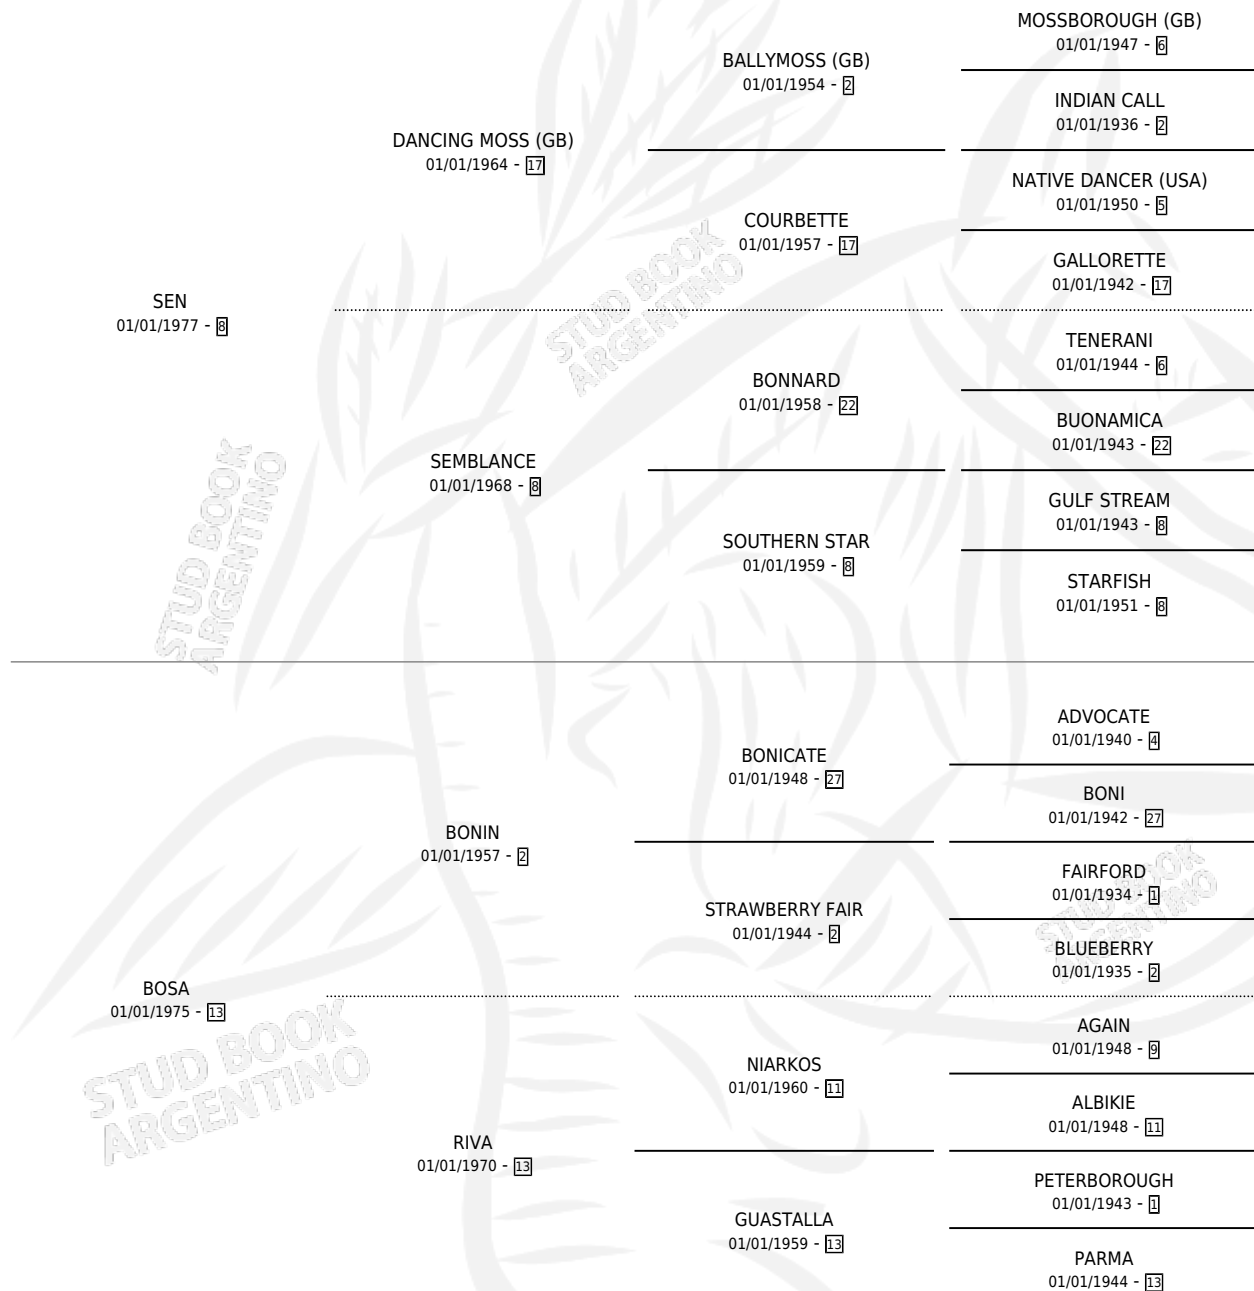 MOSSBOROUGH (GB)
01/01/1947 - 6
BALLYMOSS (GB)
01/01/1954 - 2
INDIAN CALL
01/01/1936 - 2
DANCING MOSS (GB)
01/01/1964 - 17
NATIVE DANCER (USA)
01/01/1950 - 5
COURBETTE
01/01/1957 - 17
GALLORETTE
01/01/1942 - 17
SEN
01/01/1977 - 8
TENERANI
01/01/1944 - 6
BONNARD
01/01/1958 - 22
BUONAMICA
01/01/1943 - 22
SEMBLANCE
01/01/1968 - 8
GULF STREAM
01/01/1943 - 8
SOUTHERN STAR
01/01/1959 - 8
STARFISH
01/01/1951 - 8
ADVOCATE
01/01/1940 - 4
BONICATE
01/01/1948 - 27
BONI
01/01/1942 - 27
BONIN
01/01/1957 - 2
FAIRFORD
01/01/1934 - 1
STRAWBERRY FAIR
01/01/1944 - 2
BLUEBERRY
01/01/1935 - 2
BOSA
01/01/1975 - 13
AGAIN
01/01/1948 - 9
NIARKOS
01/01/1960 - 11
ALBIKIE
01/01/1948 - 11
RIVA
01/01/1970 - 13
PETERBOROUGH
01/01/1943 - 1
GUASTALLA
01/01/1959 - 13
PARMA
01/01/1944 - 13
STUD BOOK
ARGENTINO
STUD BOOK
ARGENTINO
STUD BOOK
ARGENTINO
STUD BOOK
ARGENTINO